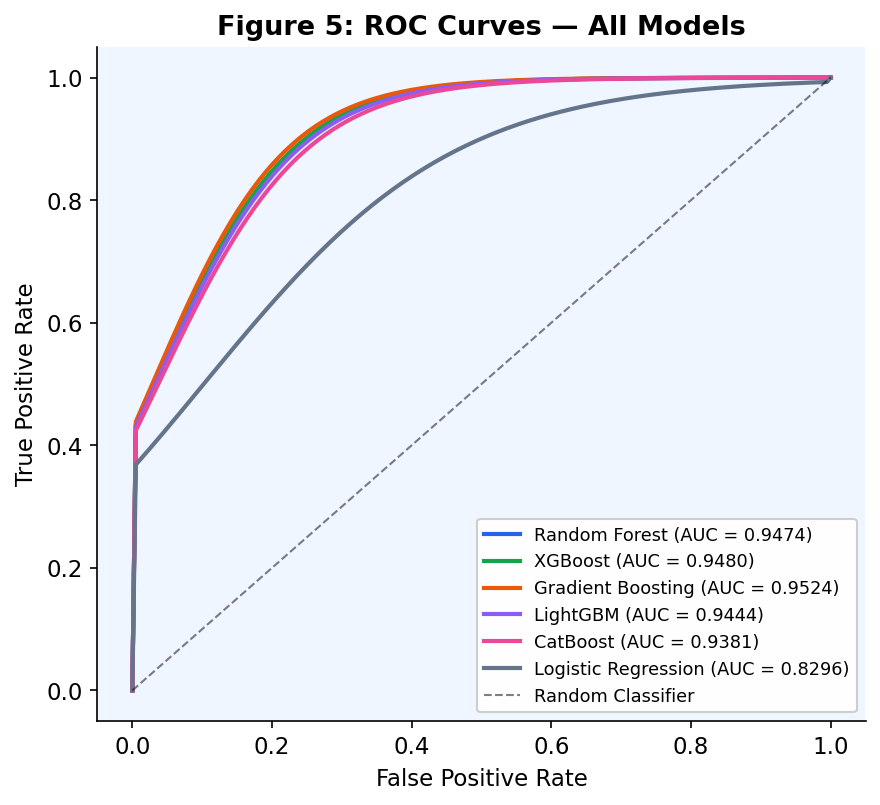 Figure 5: ROC Curves — All Models
1.0
0.8
0.6
0.4
0.2
0.0
True Positive Rate
Random Forest (AUC = 0.9474)
XGBoost (AUC = 0.9480)
Gradient Boosting (AUC = 0.9524)
LightGBM (AUC = 0.9444)
CatBoost (AUC = 0.9381)
Logistic Regression (AUC = 0.8296)
Random Classifier
0.0 0.2 0.4 0.6 0.8 1.0
False Positive Rate